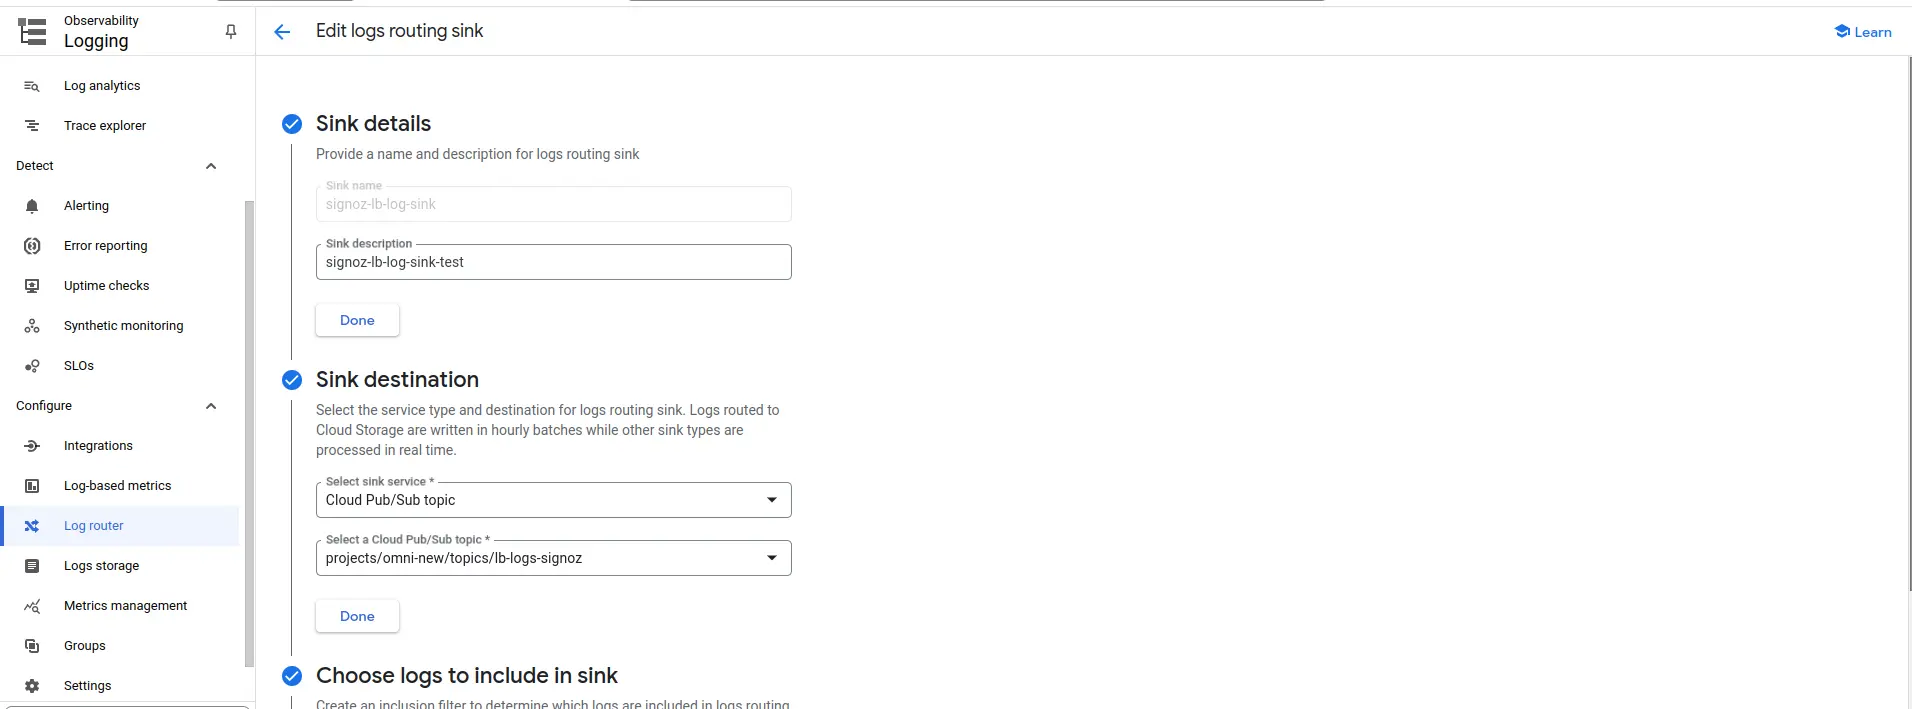 Observability
Logging
Edit logs routing sink
Learn
Log analytics
Trace explorer
Detect
Alerting
Error reporting
Uptime checks
Synthetic monitoring
SLOs
Configure
Integrations
Log-based metrics
Log router
Logs storage
Metrics management
Groups
Settings
Sink details
Provide a name and description for logs routing sink
Sink name
signoz-lb-log-sink
Sink description
signoz-lb-log-sink-test
Done
Sink destination
Select the service type and destination for logs routing sink. Logs routed to
Cloud Storage are written in hourly batches while other sink types are
processed in real time.
Select sink service *
Cloud Pub/Sub topic
Select a Cloud Pub/Sub topic *
projects/omni-new/topics/lb-logs-signoz
Done
Choose logs to include in sink
Create an inclusion filter to determine which logs are included in logs routing